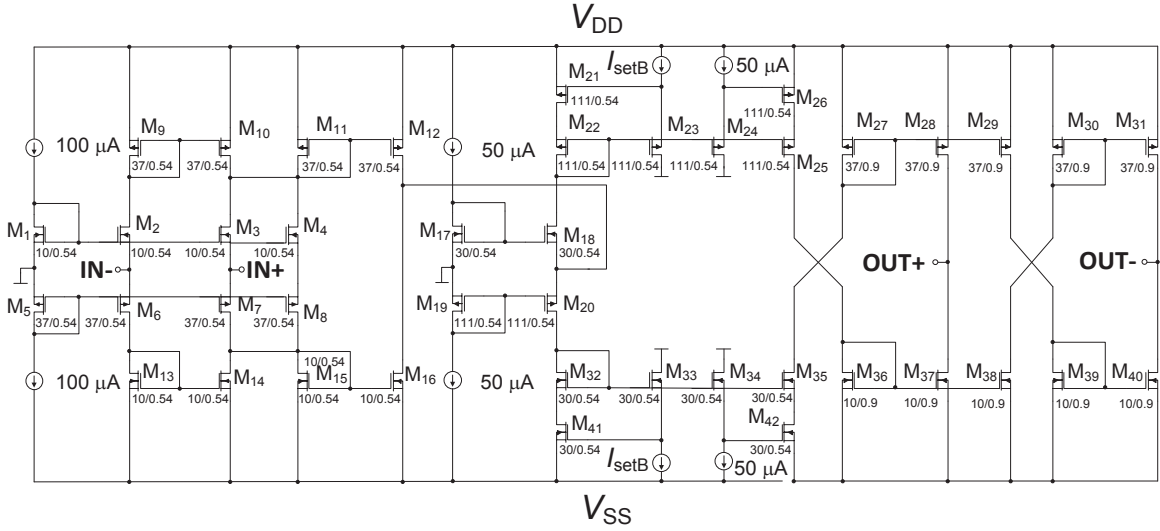 VDD
IsetB
50 µA
M21
111/0.54
M26
111/0.54
M9
37/0.54
M10
37/0.54
M11
37/0.54
M12
37/0.54
100 µA
50 µA
M22
111/0.54
M23
111/0.54
M24
111/0.54
M25
111/0.54
M27
37/0.9
M28
37/0.9
M29
37/0.9
M30
37/0.9
M31
37/0.9
M1
10/0.54
M2
10/0.54
M3
10/0.54
M4
10/0.54
M17
30/0.54
M18
30/0.54
IN-
IN+
OUT+
OUT-
M5
37/0.54
M6
37/0.54
M7
37/0.54
M8
37/0.54
M19
111/0.54
M20
111/0.54
100 µA
M13
10/0.54
M14
10/0.54
10/0.54
M15
10/0.54
M16
10/0.54
50 µA
M32
30/0.54
M33
30/0.54
M34
30/0.54
M35
30/0.54
M36
10/0.9
M37
10/0.9
M38
10/0.9
M39
10/0.9
M40
10/0.9
M41
30/0.54
M42
30/0.54
IsetB
50 µA
VSS